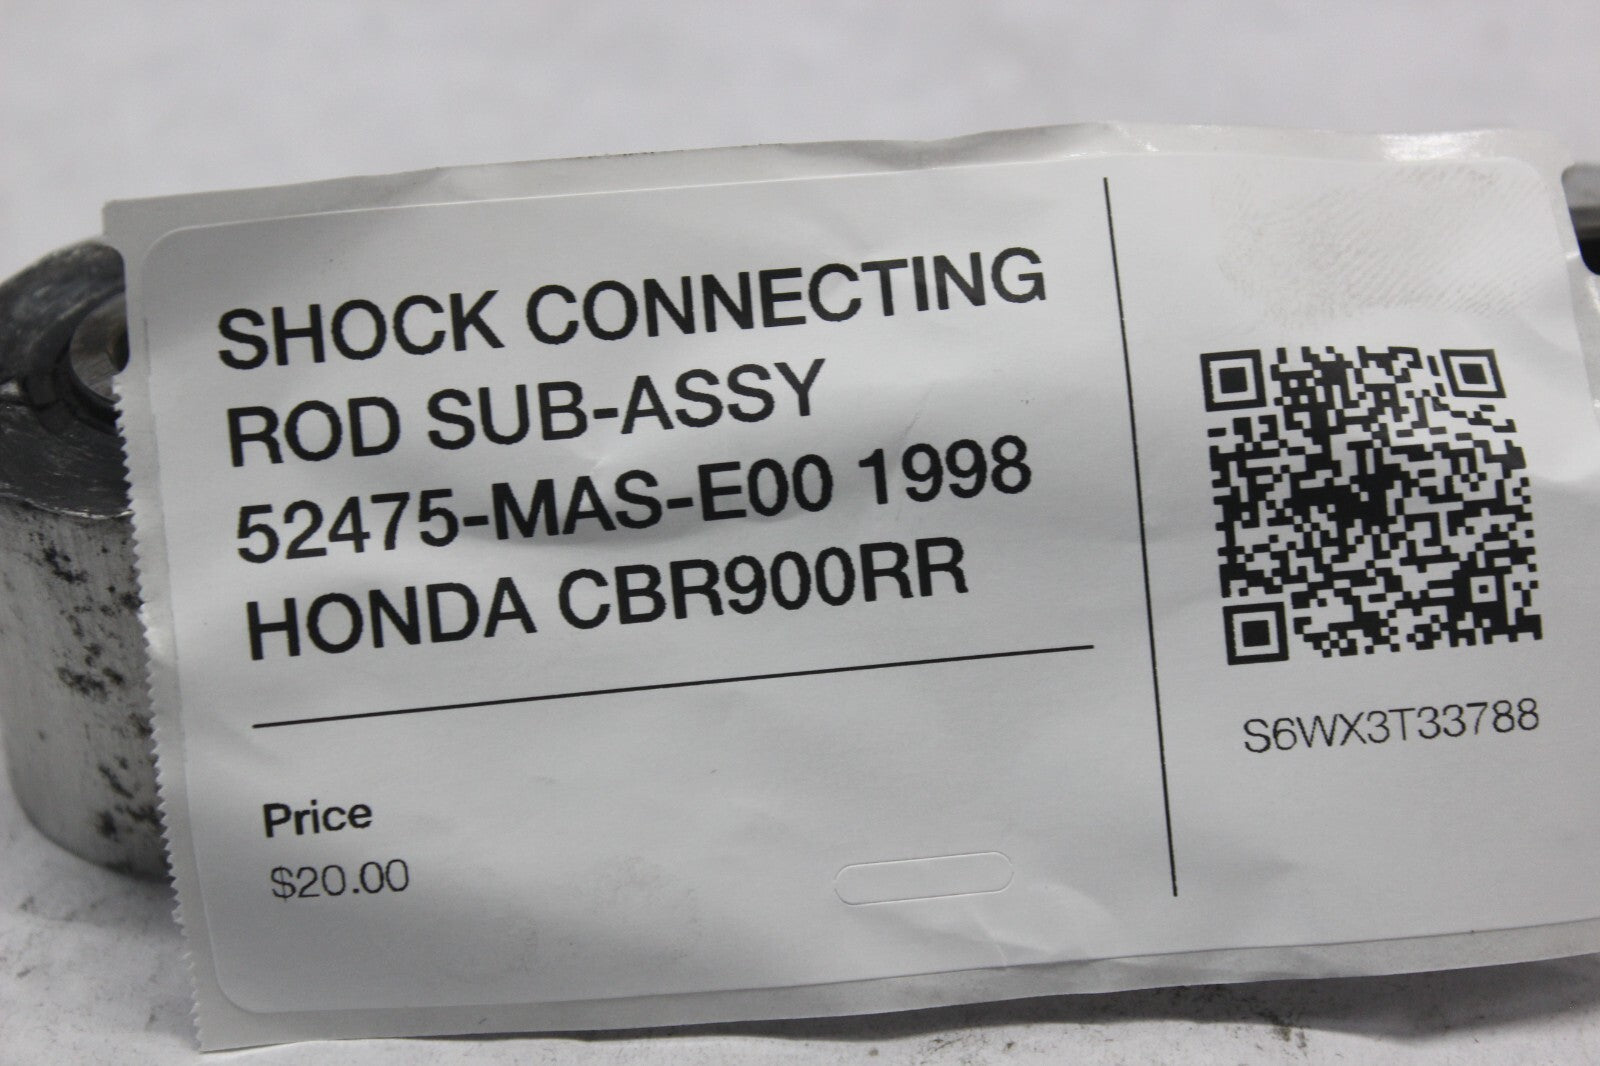 SHOCK CONNECTING
ROD SUB-ASSY
52475-MAS-E00 1998
HONDA CBR900RR
Price
$20.00
S6WX3T33788